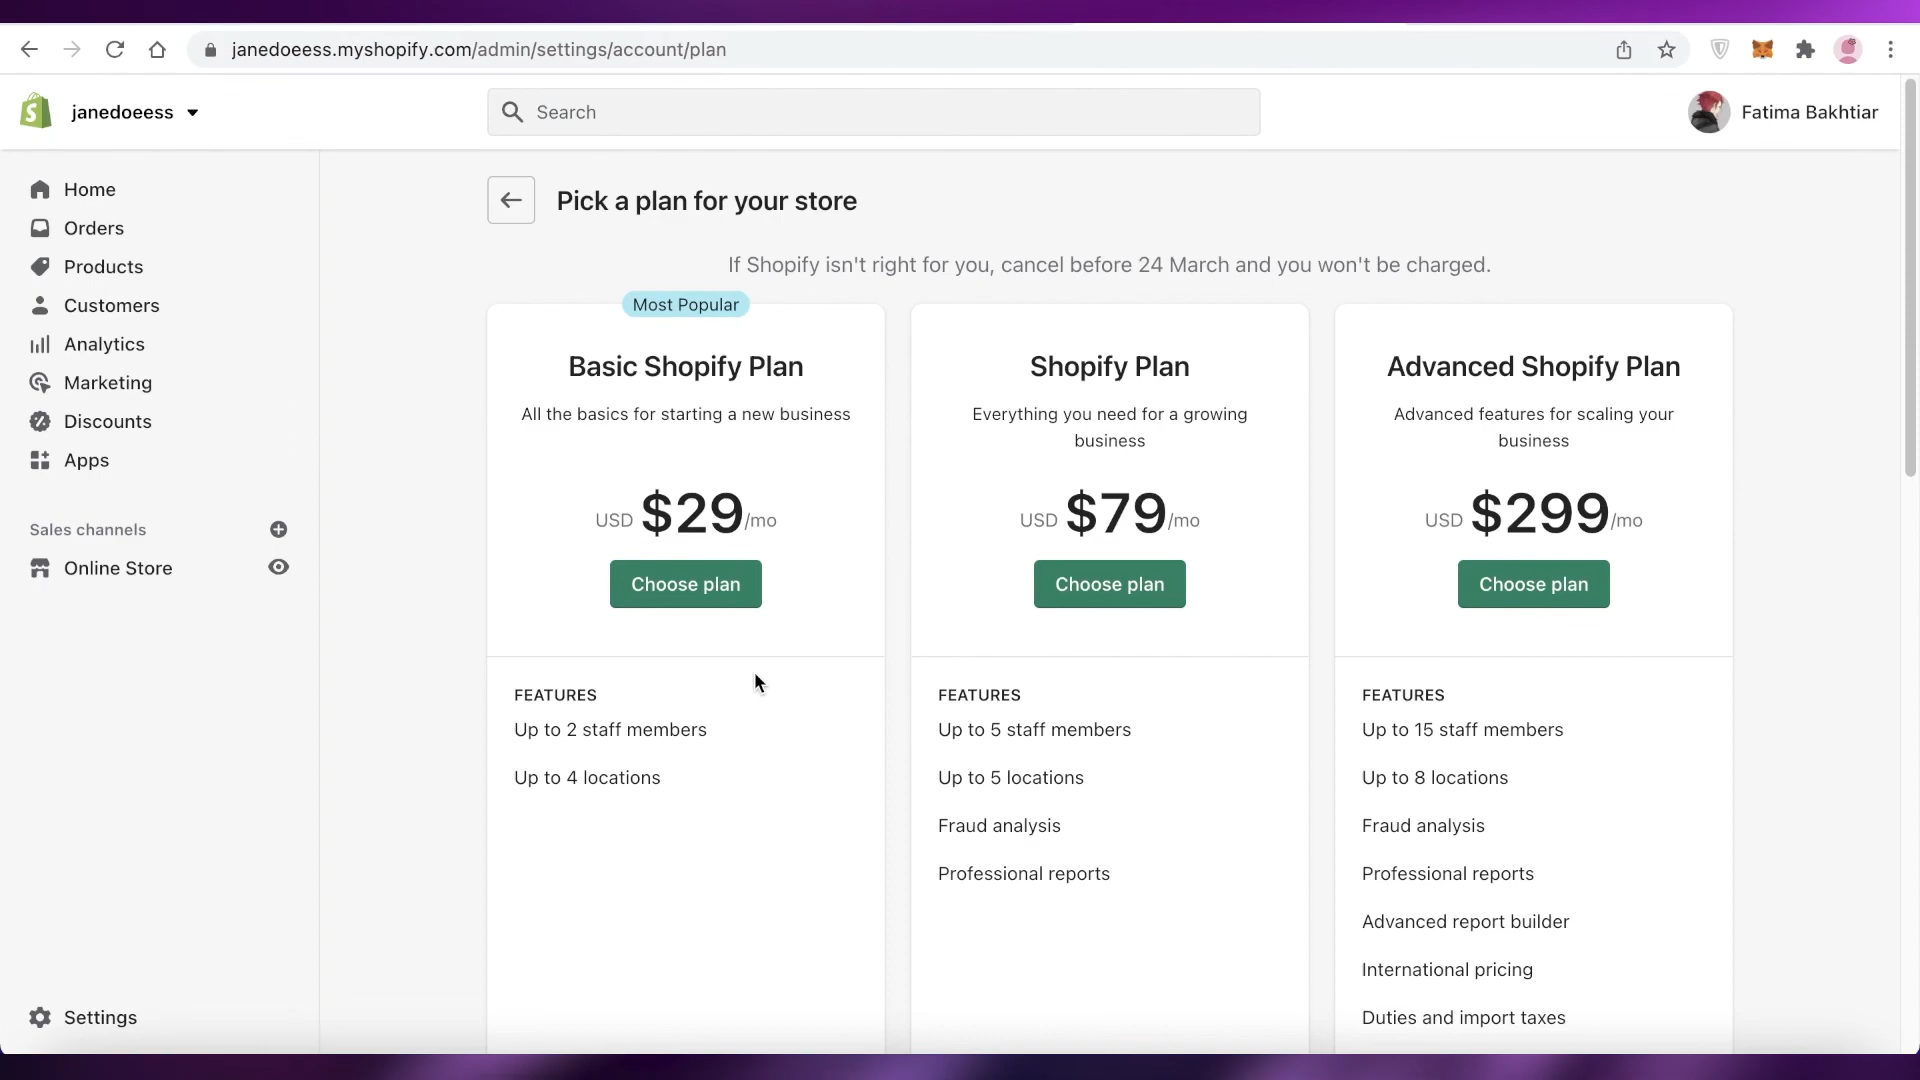 janedoeess.myshopify.com/admin/settings/account/plan
janedoeess
Search
Fatima Bakhtiar
Home
Orders
Products
Customers
Analytics
Marketing
Discounts
Apps
Sales channels
Online Store
Settings
Pick a plan for your store
If Shopify isn't right for you, cancel before 24 March and you won't be charged.
Most Popular
Basic Shopify Plan
All the basics for starting a new business
USD $29/mo
Choose plan
FEATURES
Up to 2 staff members
Up to 4 locations
Shopify Plan
Everything you need for a growing
business
USD $79/mo
Choose plan
FEATURES
Up to 5 staff members
Up to 5 locations
Fraud analysis
Professional reports
Advanced Shopify Plan
Advanced features for scaling your
business
USD $299/mo
Choose plan
FEATURES
Up to 15 staff members
Up to 8 locations
Fraud analysis
Professional reports
Advanced report builder
International pricing
Duties and import taxes